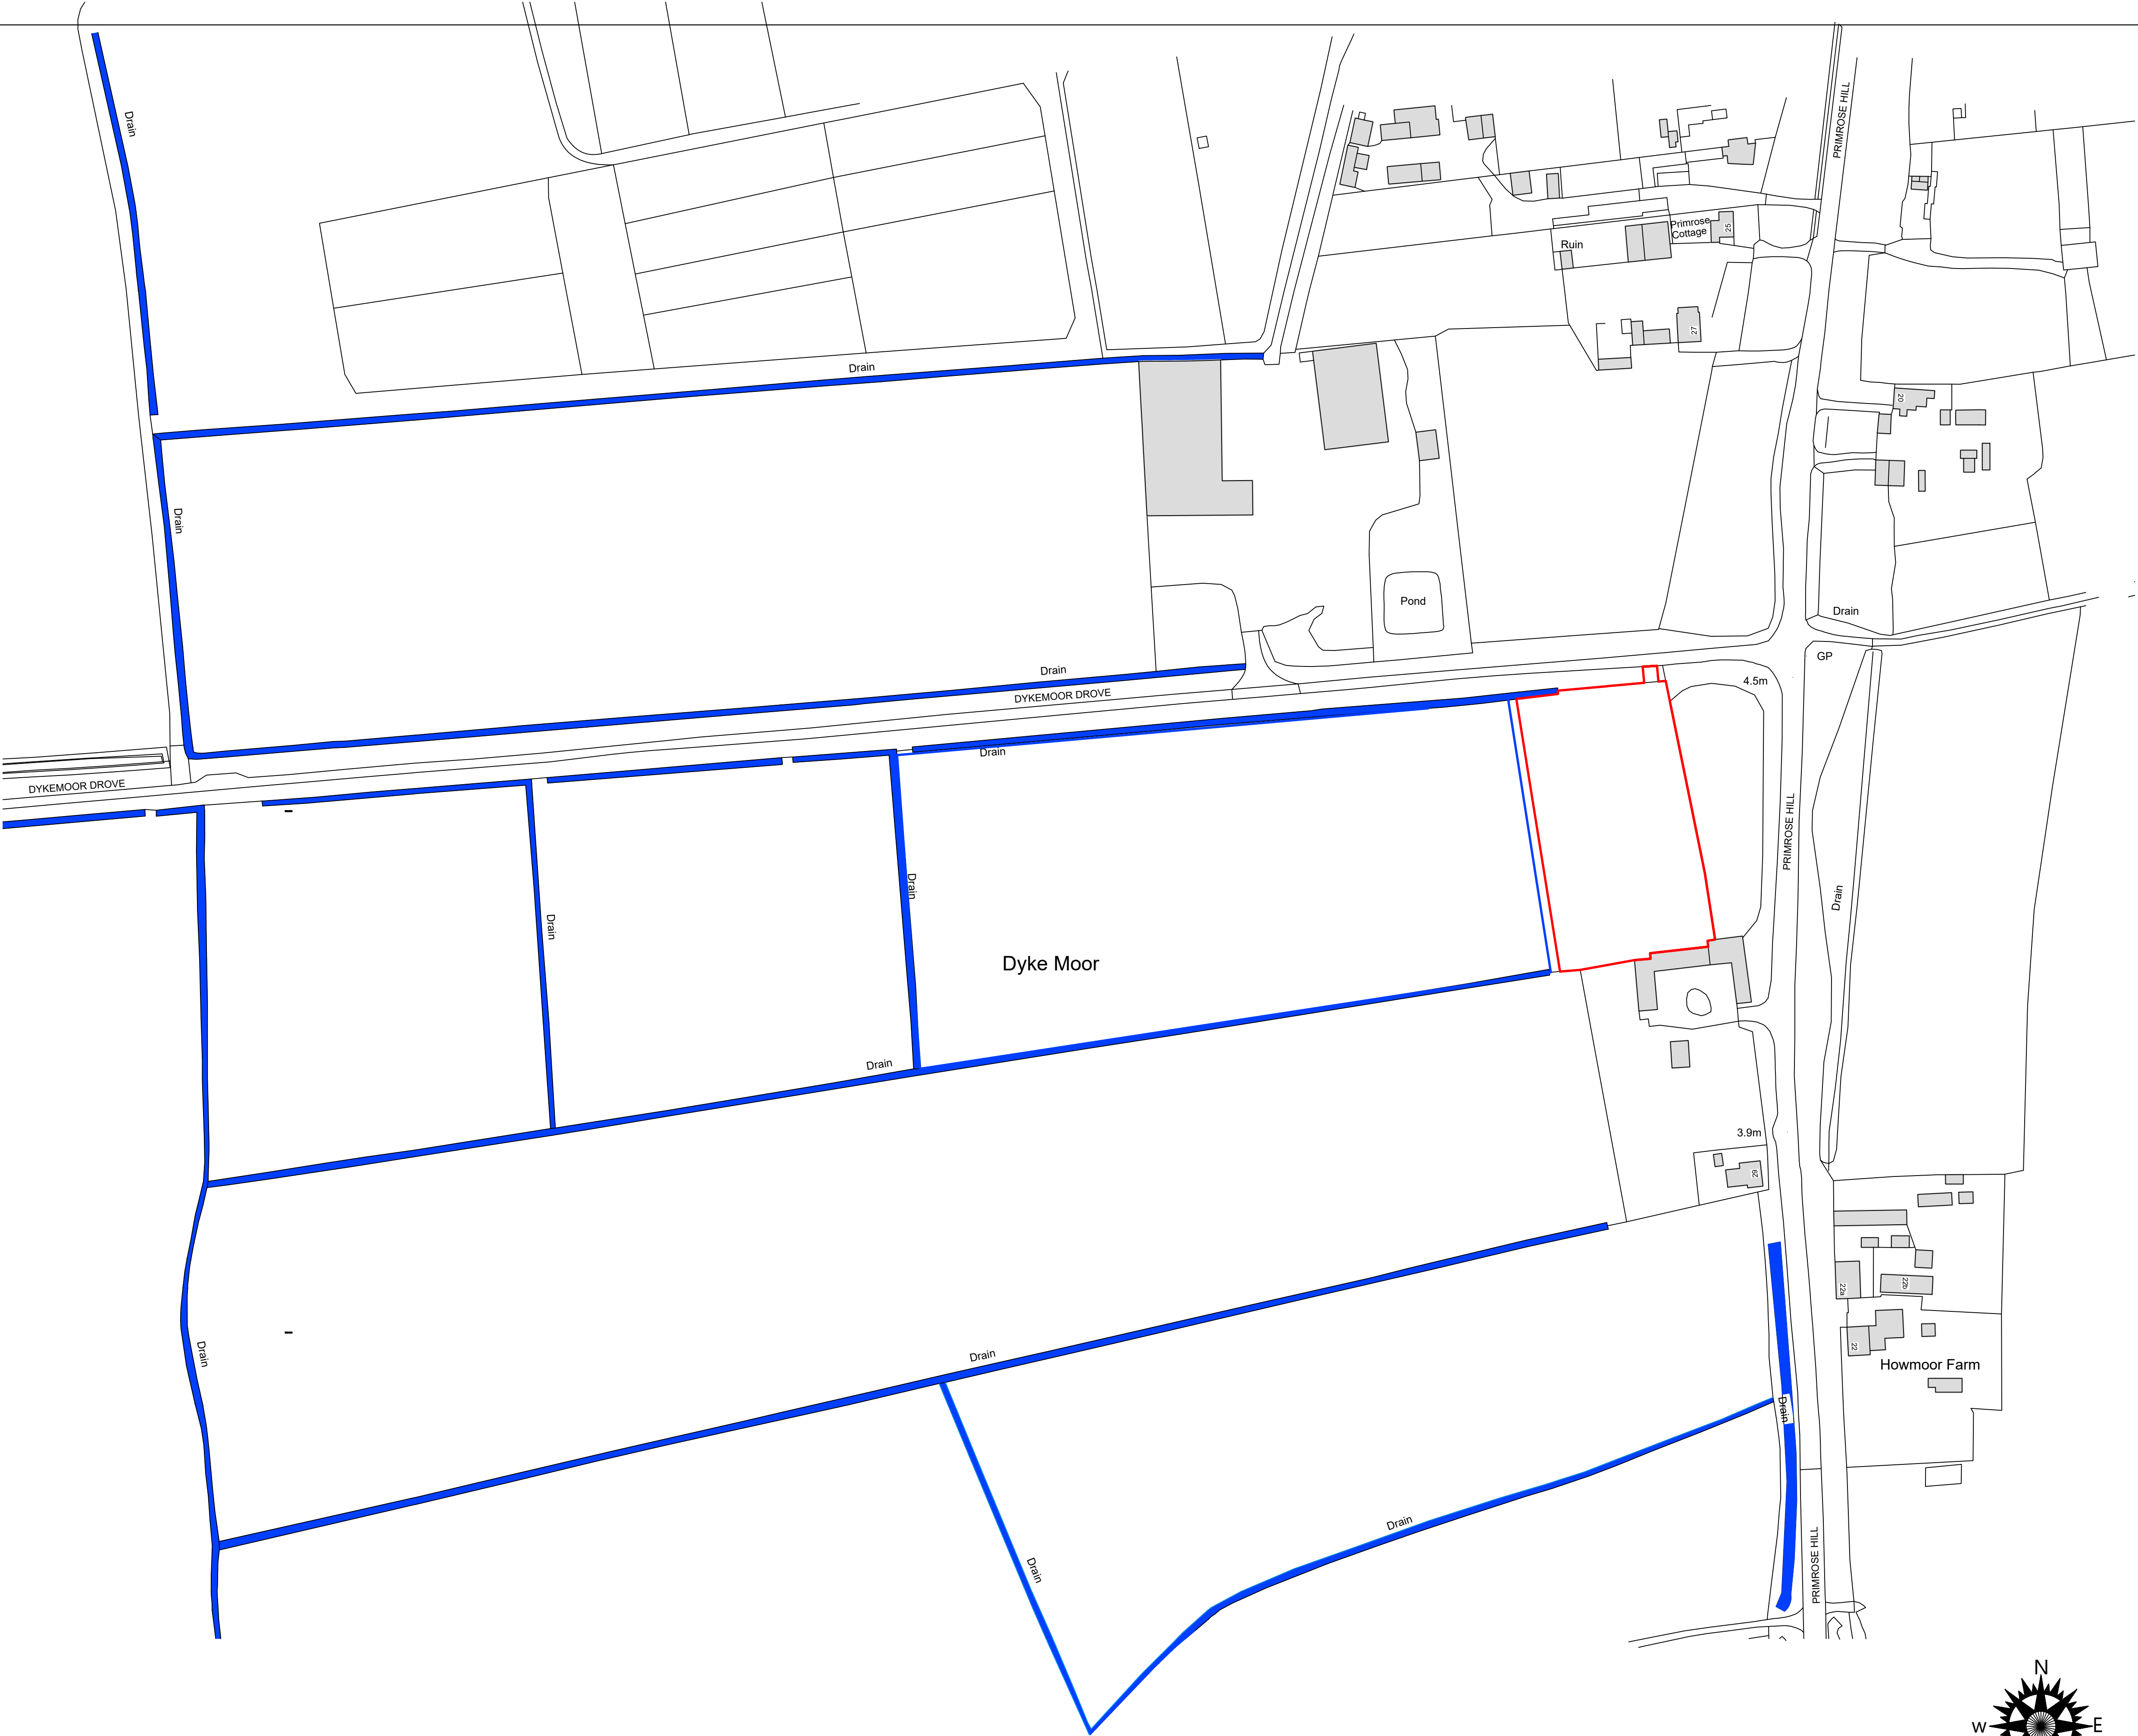 Drain
PRIMROSE HILL
Primrose
Cottage
25
Ruin
27
Drain
20
Drain
Pond
Drain
GP
Drain
4.5m
DYKEMOOR DROVE
Drain
DYKEMOOR DROVE
PRIMROSE HILL
Drain
Drain
Drain
Dyke Moor
Drain
3.9m
29
22a
22b
22
Howmoor Farm
Drain
Drain
Drain
Drain
Drain
PRIMROSE HILL
N
W
E